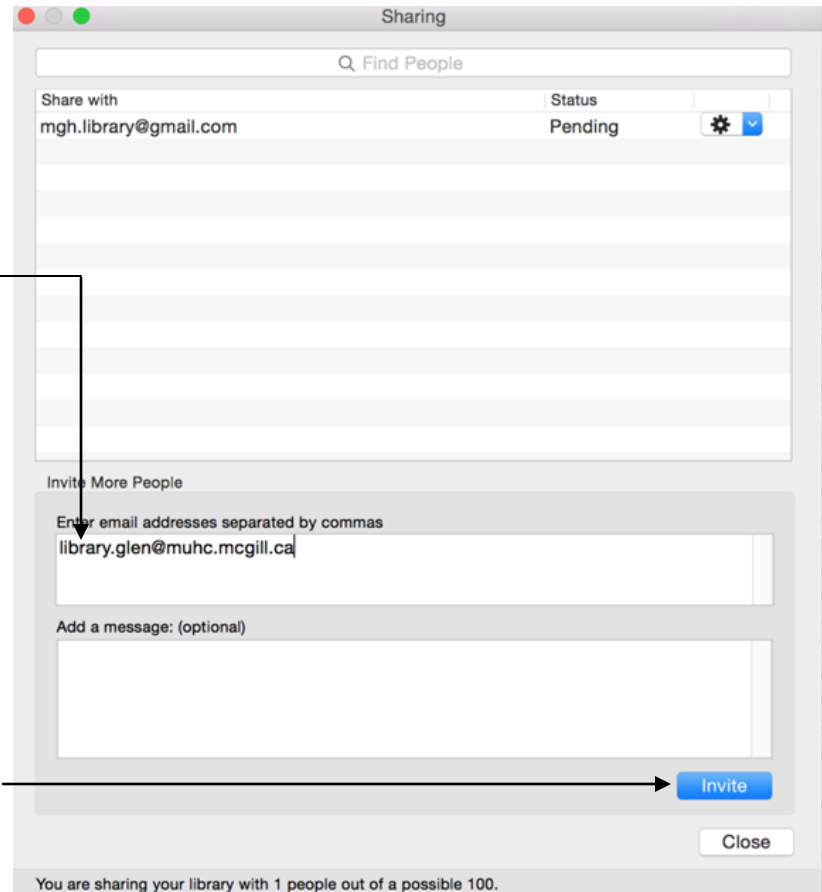 Sharing
Find People
Share with Status
mgh.library@gmail.com Pending
Invite More People
Enter email addresses separated by commas
library.glen@muhc.mcgill.ca
Add a message: (optional)
Invite
Close
You are sharing your library with 1 people out of a possible 100.